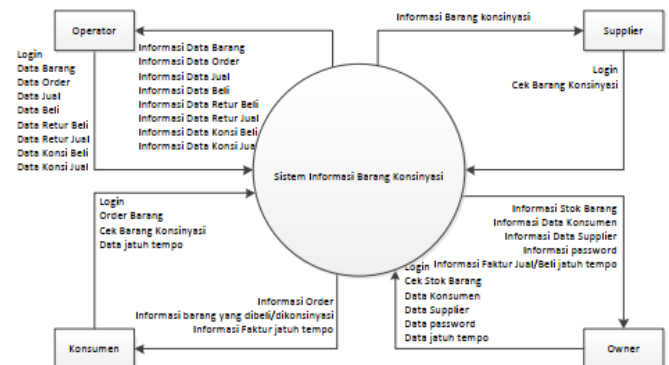 Operator
Informasi Barang konsinyasi
Supplier
Login
Data Barang
Data Order
Data Jual
Data Beli
Data Retur Beli
Data Retur Jual
Data Konsi Beli
Data Konsi Jual
Informasi Data Barang
Informasi Data Order
Informasi Data Jual
Informasi Data Beli
Informasi Data Retur Beli
Informasi Data Retur Jual
Informasi Data Konsi Beli
Informasi Data Konsi Jual
Login
Cek Barang Konsinyasi
Sistem Informasi Barang Konsinyasi
Login
Order Barang
Cek Barang Konsinyasi
Data jatuh tempo
Informasi Stok Barang
Informasi Data Konsumen
Informasi Data Supplier
Informasi password
Informasi Faktur Jual/Beli jatuh tempo
Login
Cek Stok Barang
Data Konsumen
Data Supplier
Data password
Data jatuh tempo
Informasi Order
Informasi barang yang dibeli/dikonsinyasi
Informasi Faktur jatuh tempo
Konsumen
Owner